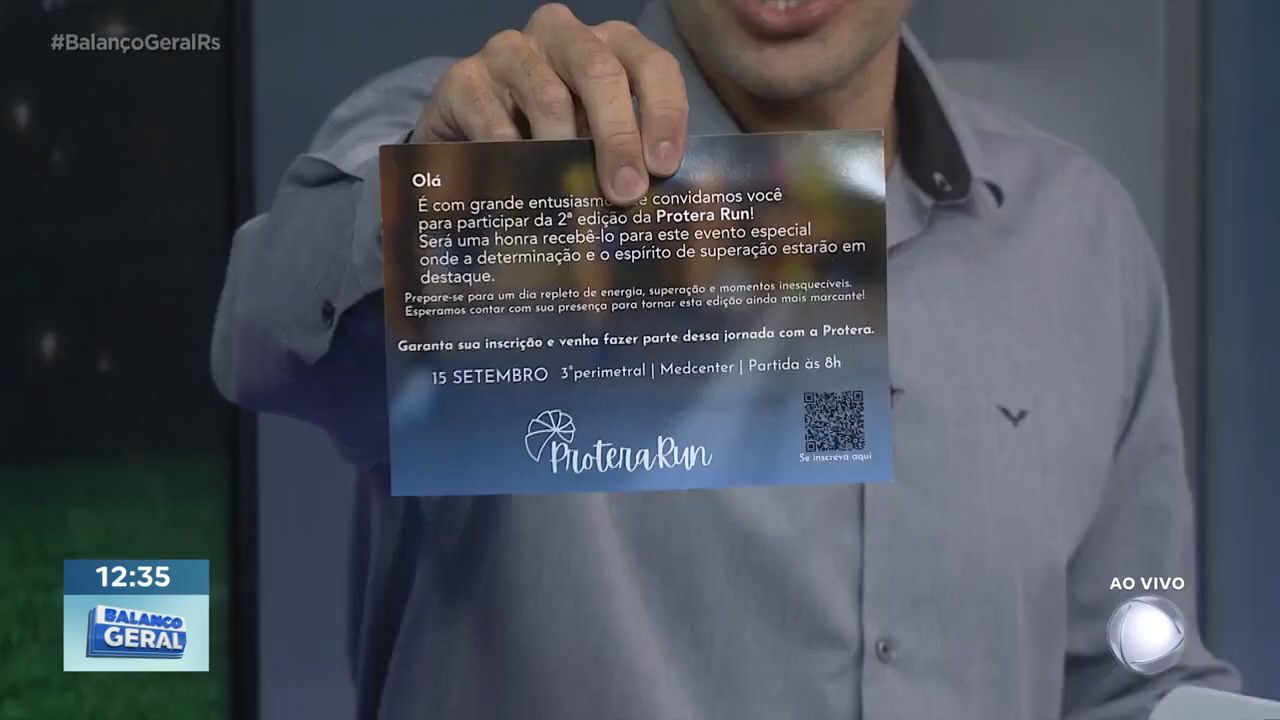 #BalançoGeralRs
Olá
É com grande entusiasmo convidamos você
para participar da 2ª edição da Protera Run!
Será uma honra recebê-lo para este evento especial
onde a determinação e o espírito de superação estarão em
destaque.
Prepare-se para um dia repleto de energia, superação e momentos inesquecíveis.
Esperamos contar com sua presença para tornar esta edição ainda mais marcante!
Garanta sua inscrição e venha fazer parte dessa jornada com a Protera.
15 SETEMBRO 3ªperimetral | Medcenter | Partida às 8h
ProteraRun
Se inscreva aqui
12:35
BALANÇO
GERAL
AO VIVO